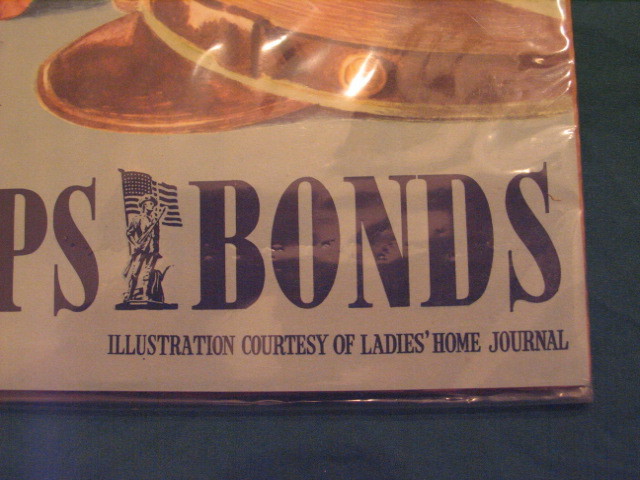 PS BONDS
ILLUSTRATION COURTESY OF LADIES' HOME JOURNAL